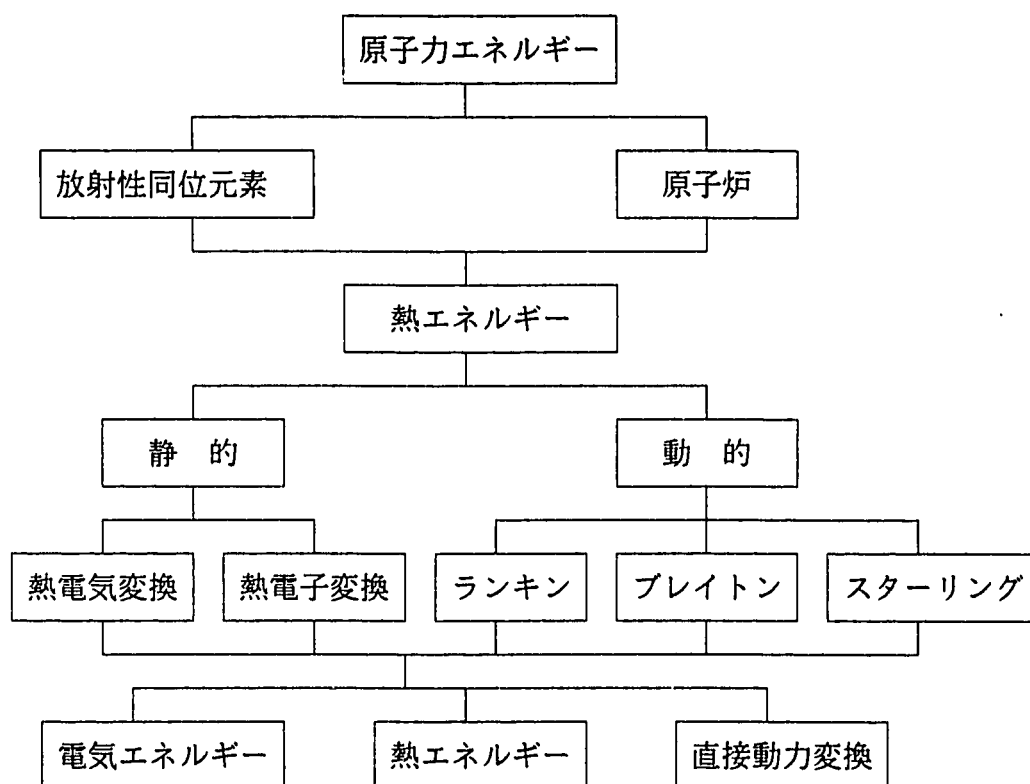 原子力エネルギー
放射性同位元素
原子炉
熱エネルギー
静 的
動 的
熱電気変換
熱電子変換
ランキン
ブレイトン
スターリング
電気エネルギー
熱エネルギー
直接動力変換